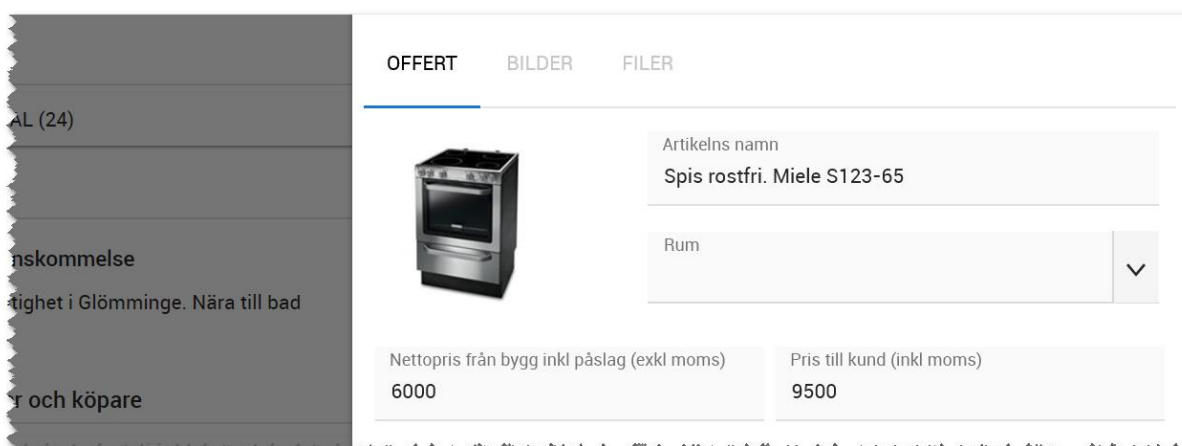 OFFERT BILDER FILER
AL (24)
Artikelns namn
Spis rostfri. Miele S123-65
Rum
nskommelse
tighet i Glömminge. Nära till bad
Nettopris från bygg inkl påslag (exkl moms)
6000
Pris till kund (inkl moms)
9500
r och köpare